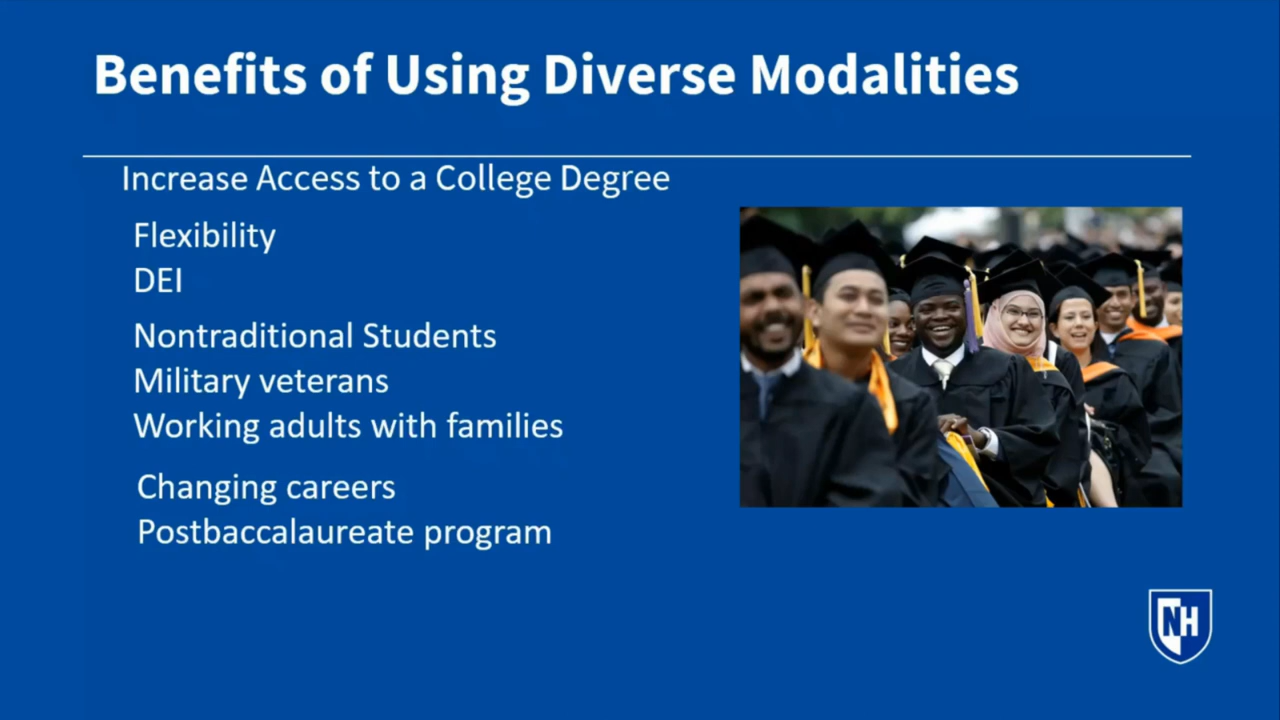 Benefits of Using Diverse Modalities
Increase Access to a College Degree
Flexibility
DEI
Nontraditional Students
Military veterans
Working adults with families
Changing careers
Postbaccalaureate program
NH